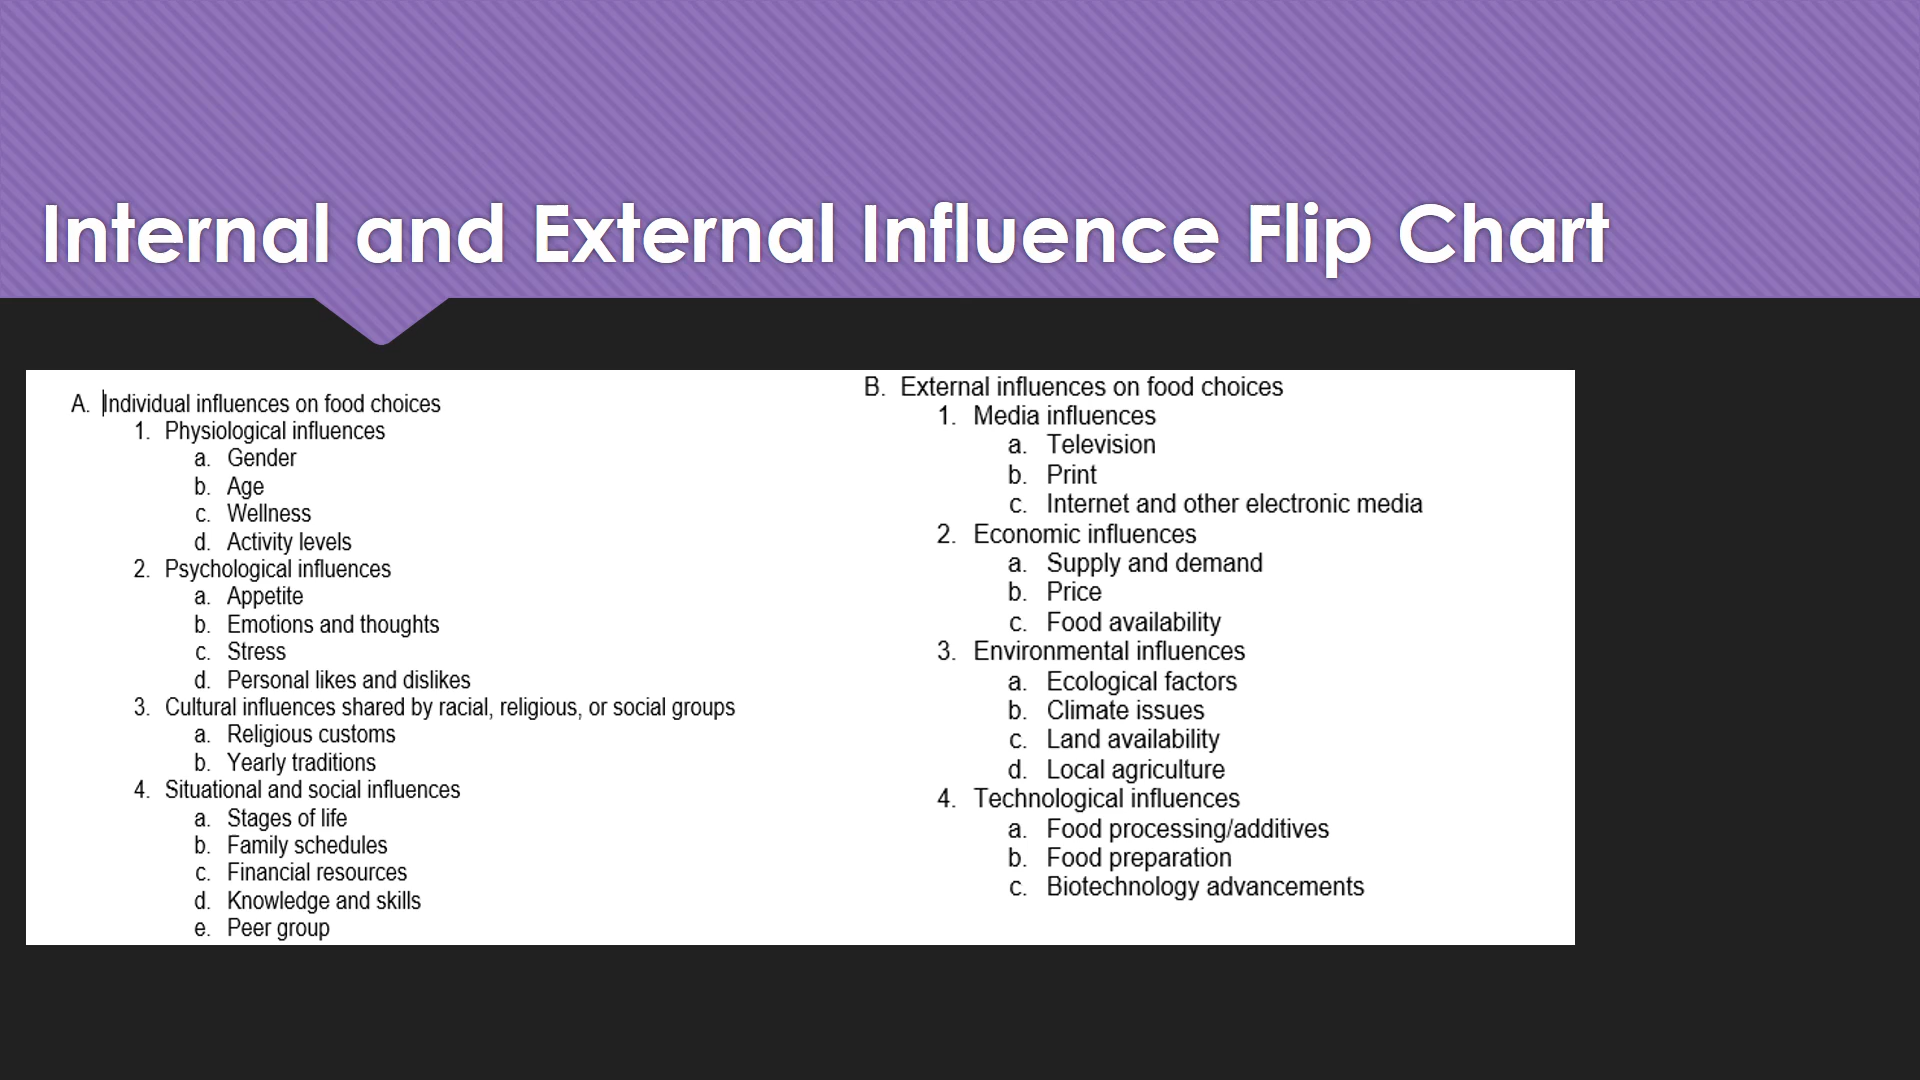 Internal and External Influence Flip Chart
A. Individual influences on food choices
1. Physiological influences
a. Gender
b. Age
c. Wellness
d. Activity levels
2. Psychological influences
a. Appetite
b. Emotions and thoughts
c. Stress
d. Personal likes and dislikes
3. Cultural influences shared by racial, religious, or social groups
a. Religious customs
b. Yearly traditions
4. Situational and social influences
a. Stages of life
b. Family schedules
c. Financial resources
d. Knowledge and skills
e. Peer group
B. External influences on food choices
1. Media influences
a. Television
b. Print
c. Internet and other electronic media
2. Economic influences
a. Supply and demand
b. Price
c. Food availability
3. Environmental influences
a. Ecological factors
b. Climate issues
c. Land availability
d. Local agriculture
4. Technological influences
a. Food processing/additives
b. Food preparation
c. Biotechnology advancements